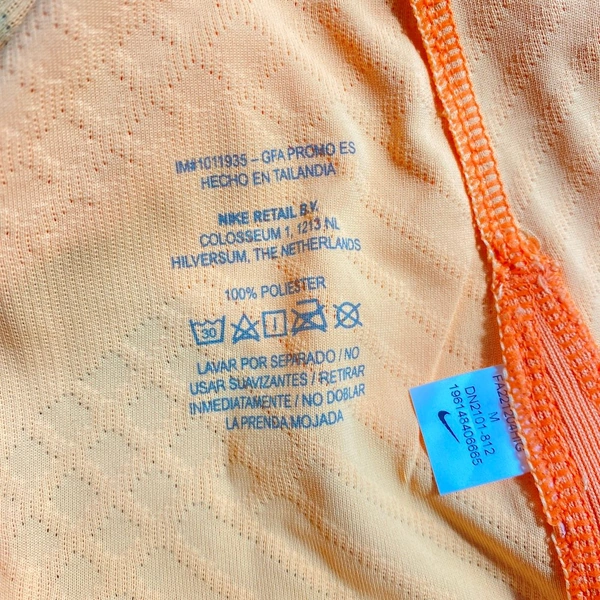 IM#1011935 – GFA PROMO ES
HECHO EN TAILANDIA
NIKE RETAIL B.V.
COLOSSEUM 1, 1213 NL
HILVERSUM, THE NETHERLANDS
100% POLIESTER
30
LAVAR POR SEPARADO / NO
USAR SUAVIZANTES / RETIRAR
INMEDIATAMENTE / NO DOBLAR
LA PRENDA MOJADA
M
DN2101-812
196148406665